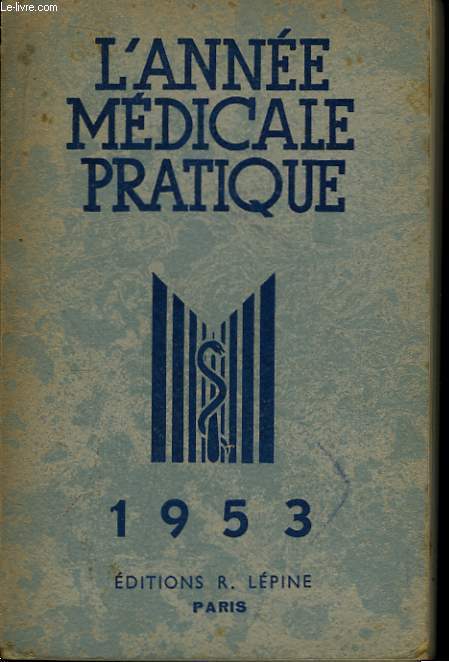 Le-livre.com
L'ANNÉE
MÉDICALE
PRATIQUE
1953
ÉDITIONS R. LÉPINE
PARIS